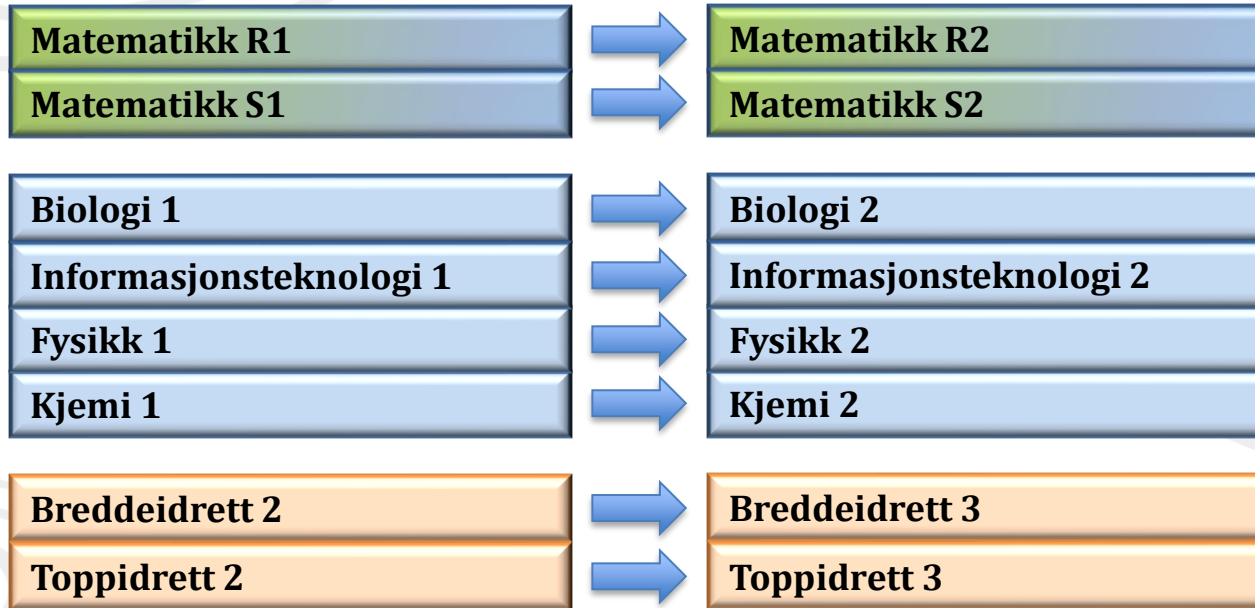 Matematikk R1
Matematikk R2
Matematikk S1
Matematikk S2
Biologi 1
Biologi 2
Informasjonsteknologi 1
Informasjonsteknologi 2
Fysikk 1
Fysikk 2
Kjemi 1
Kjemi 2
Breddeidrett 2
Breddeidrett 3
Toppidrett 2
Toppidrett 3